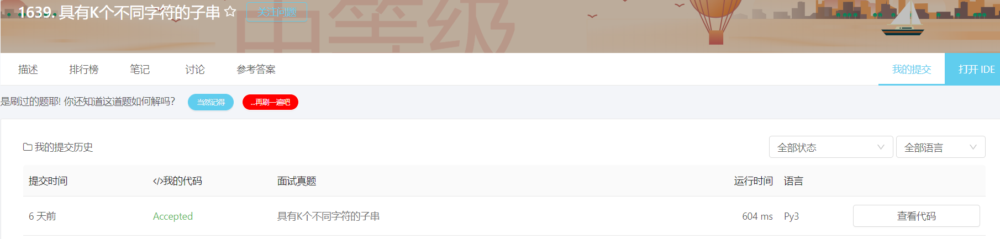 1639. 具有K个不同字符的子串 关注问题
中等级
描述 排行榜 笔记 讨论 参考答案 我的提交 打开 IDE
是刷过的题耶! 你还知道这道题如何解吗? 当然记得 ...再刷一遍吧
我的提交历史 全部状态 全部语言
提交时间 </>我的代码 面试真题 运行时间 语言
6 天前 Accepted 具有K个不同字符的子串 604 ms Py3 查看代码